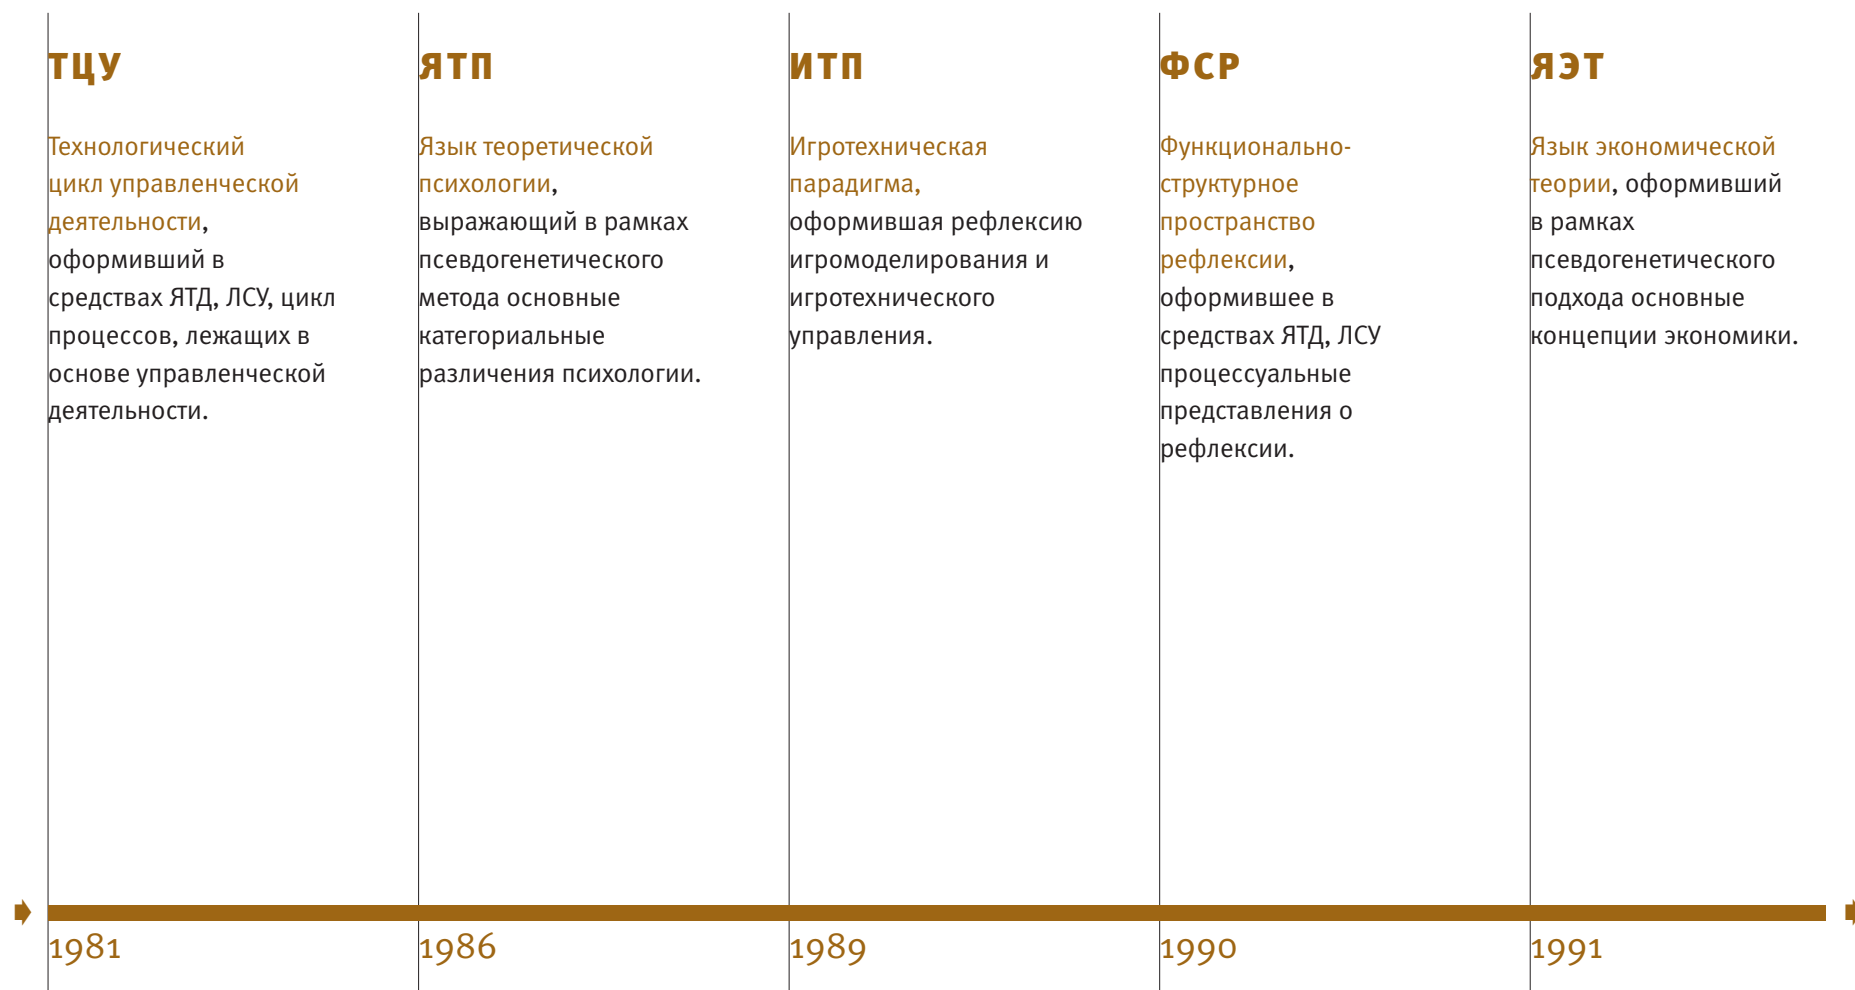 ТЦУ
Технологический
цикл управленческой
деятельности,
оформивший в
средствах ЯТД, ЛСУ, цикл
процессов, лежащих в
основе управленческой
деятельности.
1981
ЯТП
Язык теоретической
психологии,
выражающий в рамках
псевдогенетического
метода основные
категориальные
различения психологии.
1986
ИТП
Игротехническая
парадигма,
оформившая рефлексию
игромоделирования и
игротехнического
управления.
1989
ФСР
Функционально-
структурное
пространство
рефлексии,
оформившее в
средствах ЯТД, ЛСУ
процессуальные
представления о
рефлексии.
1990
ЯЭТ
Язык экономической
теории, оформивший
в рамках
псевдогенетического
подхода основные
концепции экономики.
1991